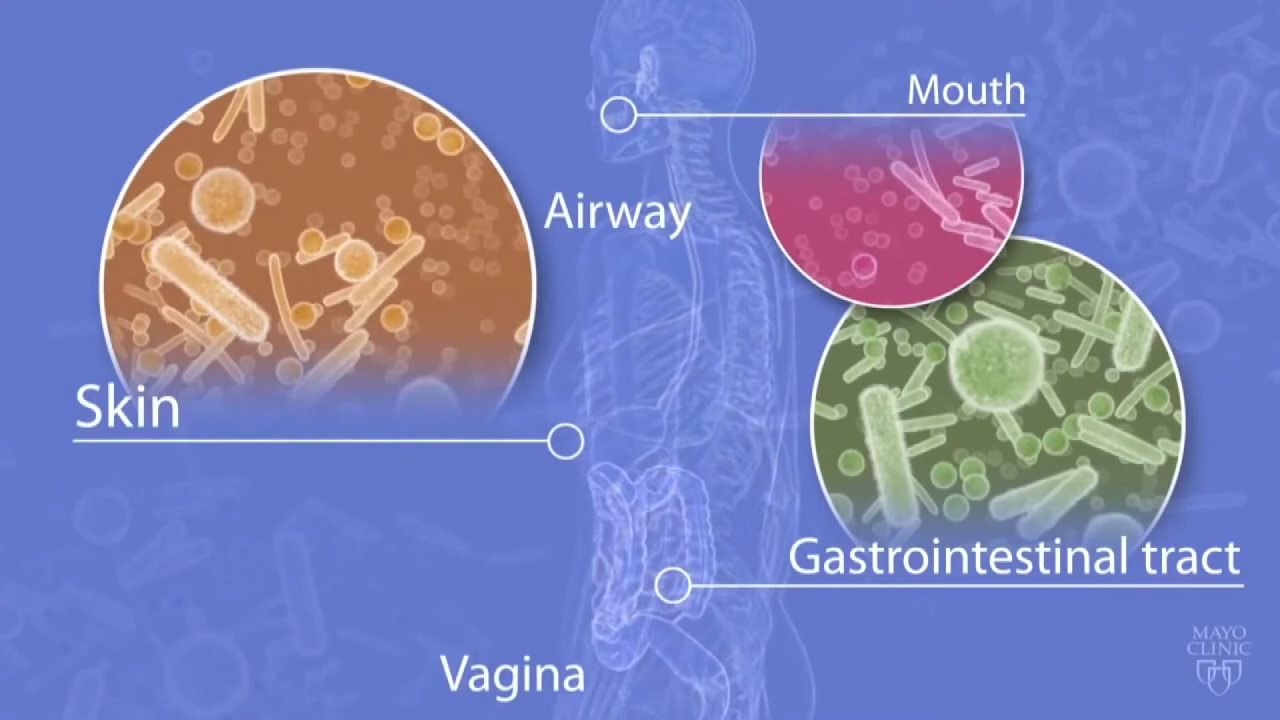 Mouth
Airway
Skin
Gastrointestinal tract
Vagina
MAYO
CLINIC